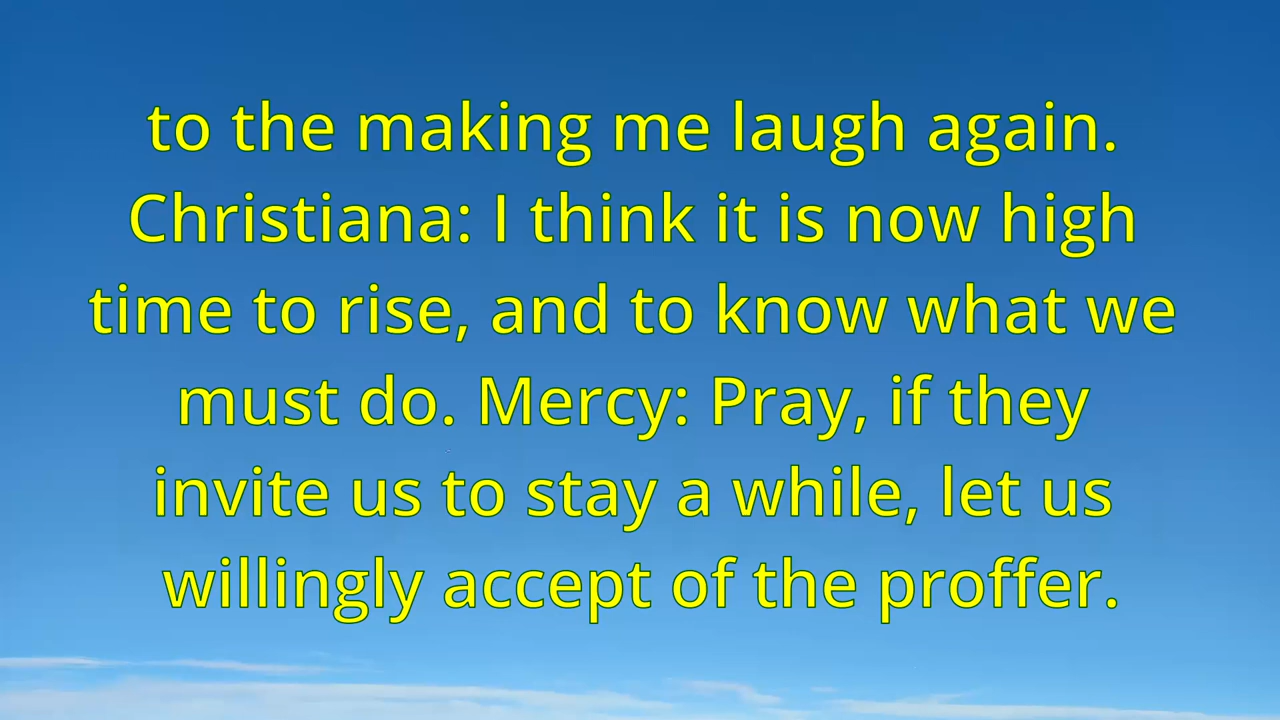 to the making me laugh again.
Christiana: I think it is now high
time to rise, and to know what we
must do. Mercy: Pray, if they
invite us to stay a while, let us
willingly accept of the proffer.